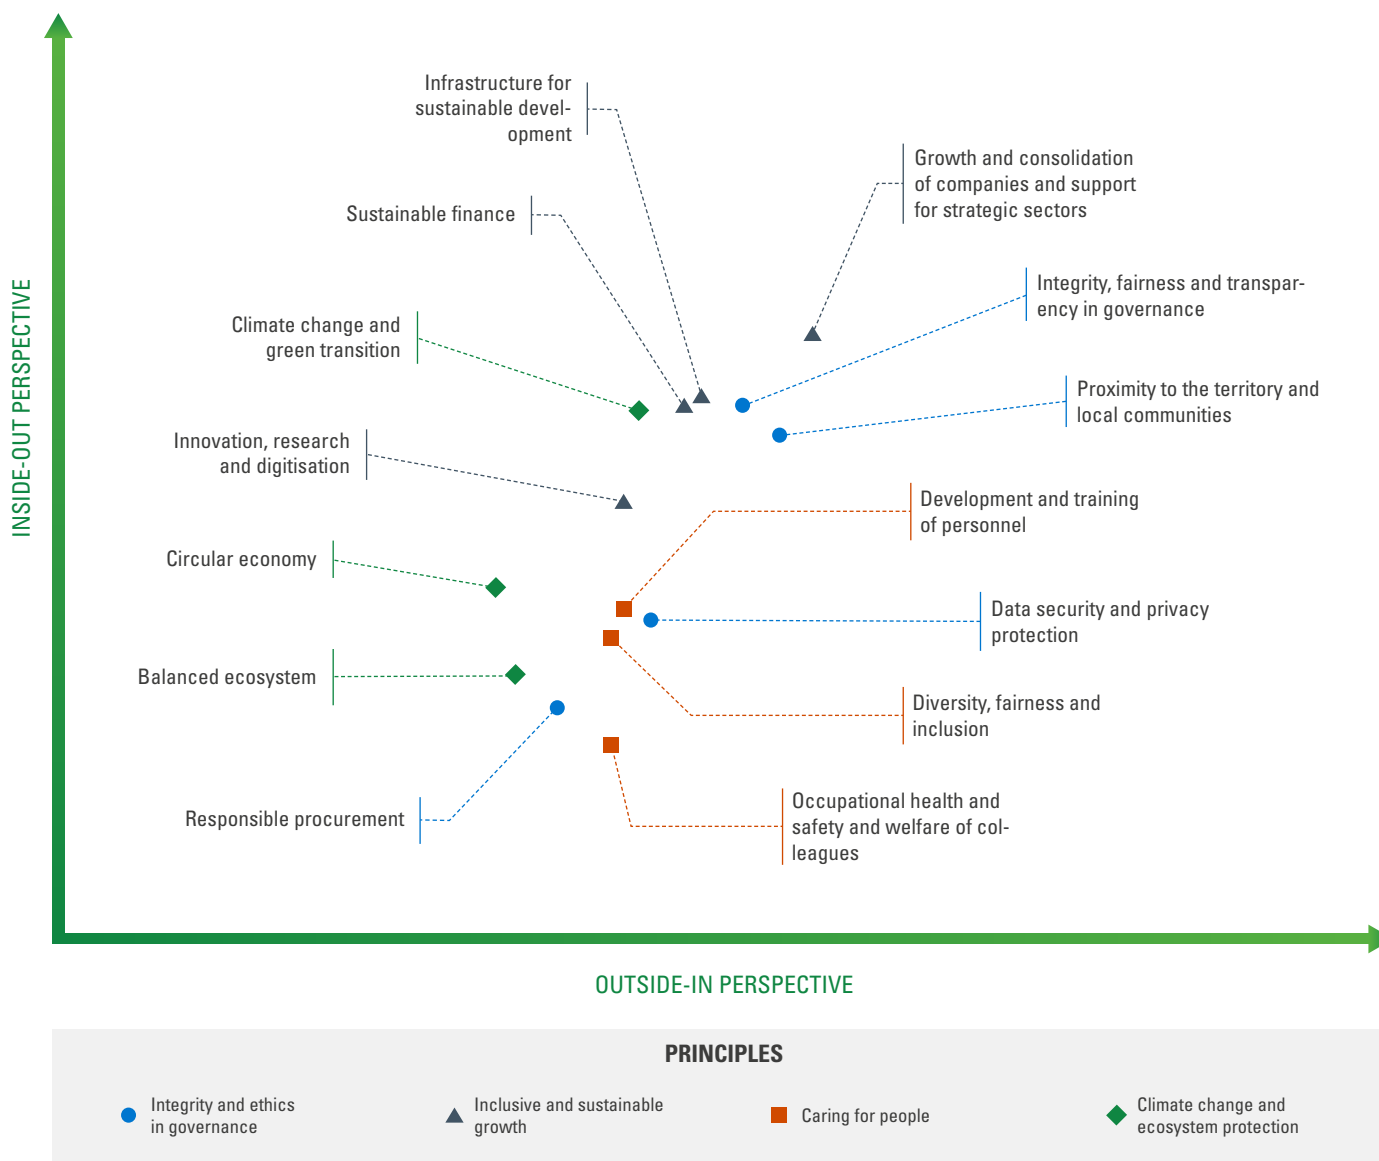 Infrastructure for
sustainable devel-
opment
Growth and consolidation
of companies and support
for strategic sectors
Sustainable finance
Integrity, fairness and transpar-
ency in governance
Climate change and
green transition
Proximity to the territory and
local communities
Innovation, research
and digitisation
Development and training
of personnel
Circular economy
Data security and privacy
protection
Balanced ecosystem
Diversity, fairness and
inclusion
Responsible procurement
Occupational health and
safety and welfare of col-
leagues
INSIDE-OUT PERSPECTIVE
OUTSIDE-IN PERSPECTIVE
PRINCIPLES
Integrity and ethics
in governance
Inclusive and sustainable
growth
Caring for people
Climate change and
ecosystem protection